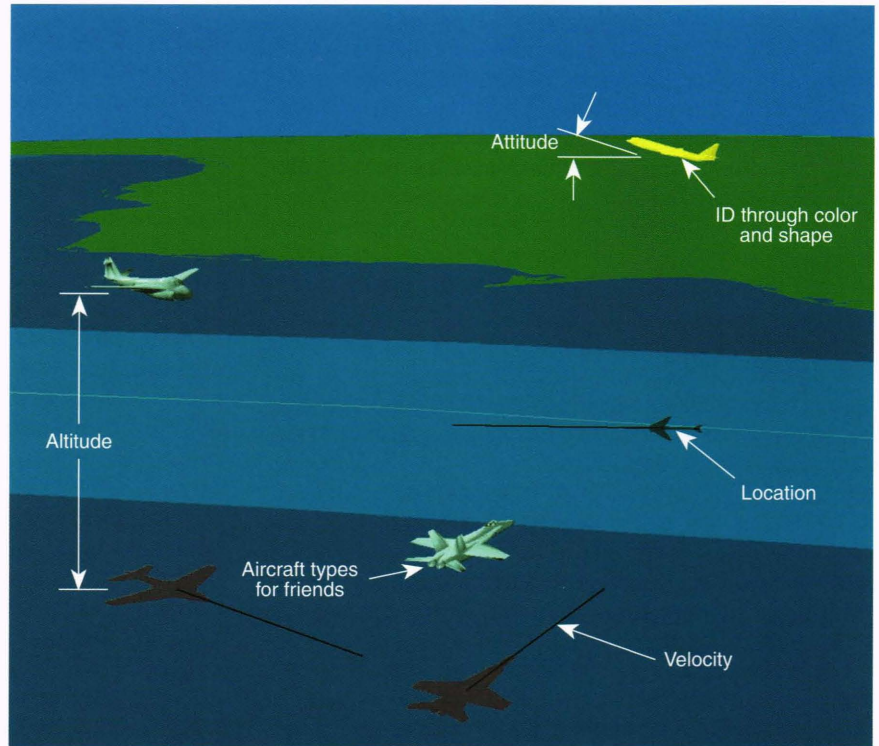 Attitude
ID through color
and shape
Altitude
Location
Aircraft types
for friends
Velocity